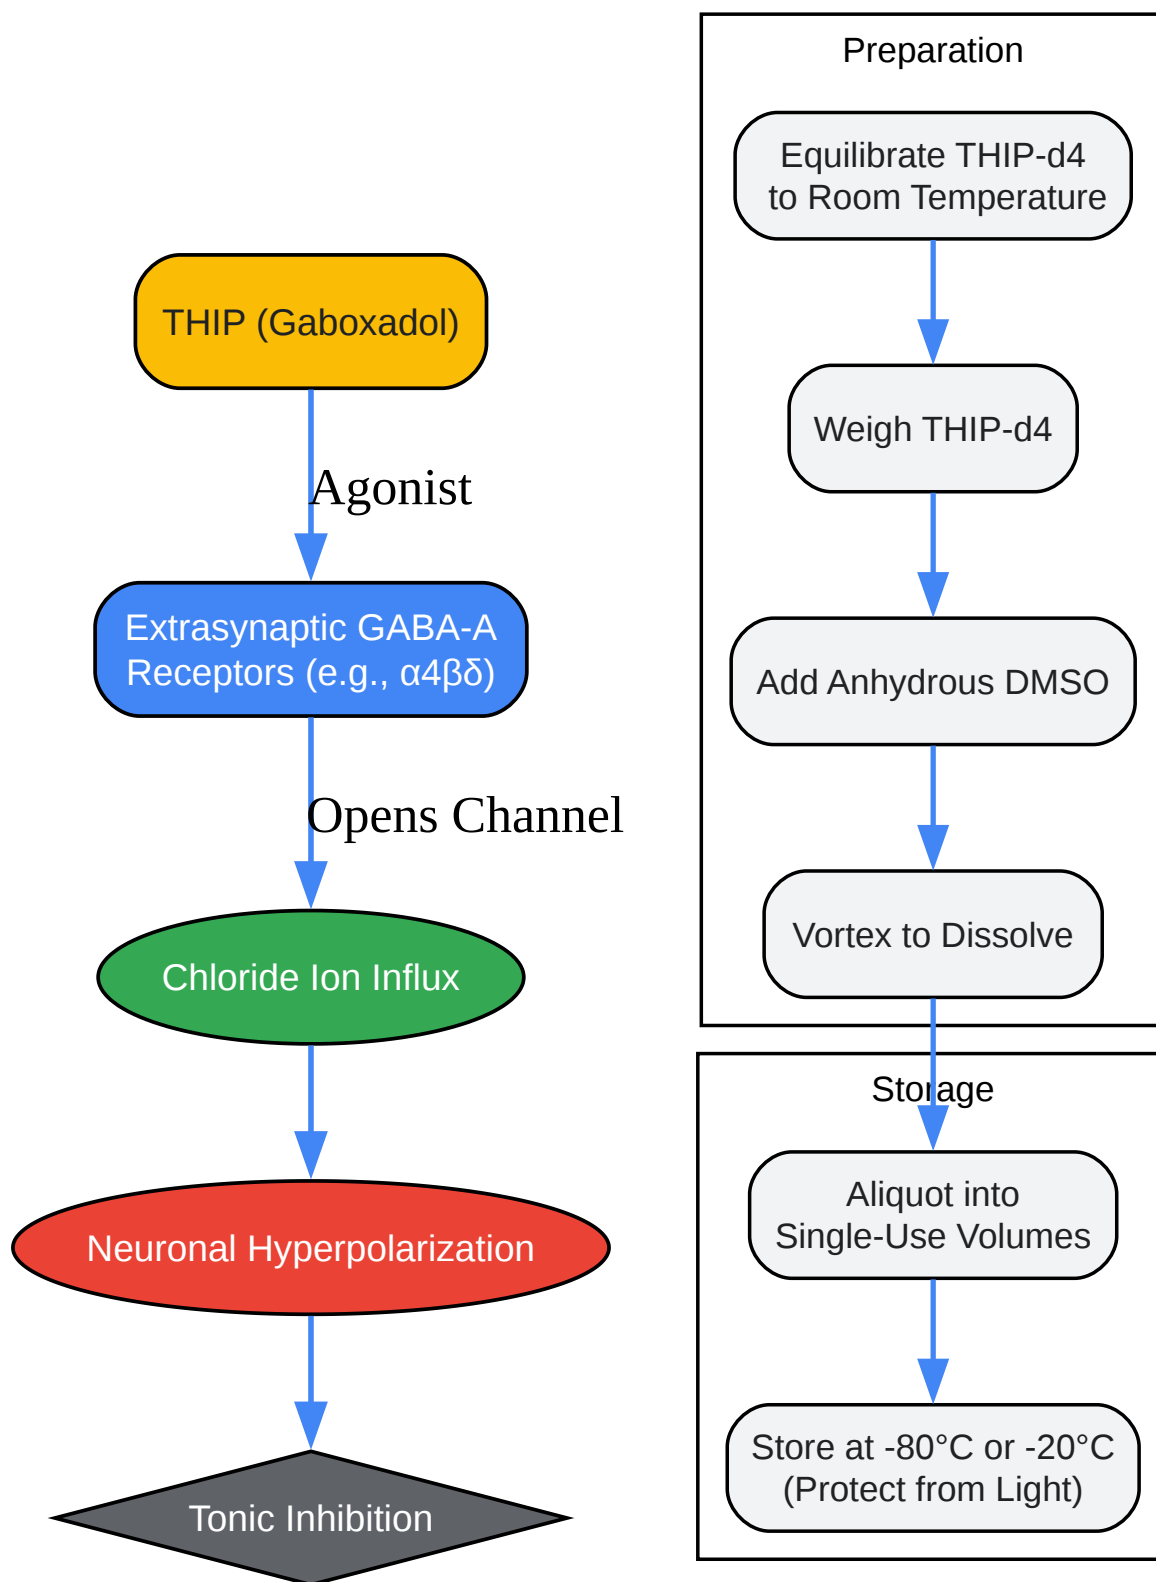 THIP (Gaboxadol)
Agonist
Extrasynaptic GABA-A
Receptors (e.g., α4βδ)
Opens Channel
Chloride Ion Influx
Neuronal Hyperpolarization
Tonic Inhibition
Preparation
Equilibrate THIP-d4
to Room Temperature
Weigh THIP-d4
Add Anhydrous DMSO
Vortex to Dissolve
Storage
Aliquot into
Single-Use Volumes
Store at -80°C or -20°C
(Protect from Light)